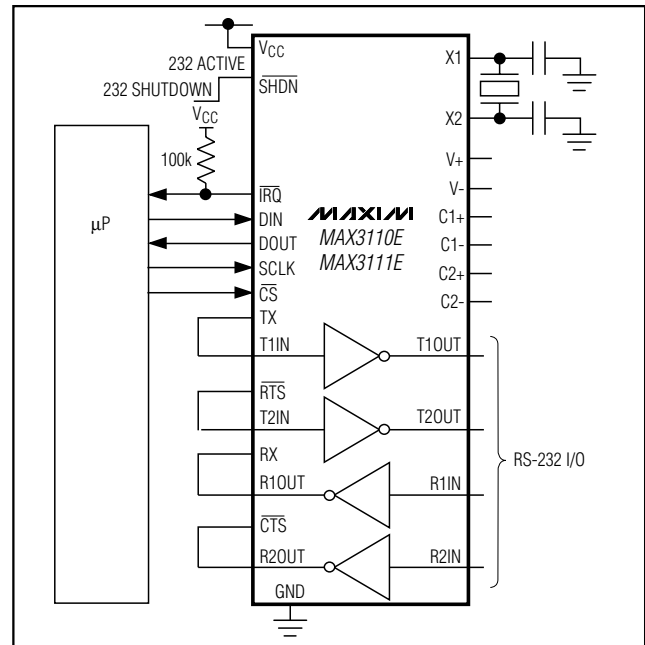 VCC
232 ACTIVE
SHDN
232 SHUTDOWN
VCC
100k
µP
IRQ
DIN
DOUT
SCLK
CS
TX
T1IN
RTS
T2IN
RX
R1OUT
CTS
R2OUT
GND
MAXIM
MAX3110E
MAX3111E
X1
X2
V+
V-
C1+
C1-
C2+
C2-
T1OUT
T2OUT
R1IN
R2IN
RS-232 I/O